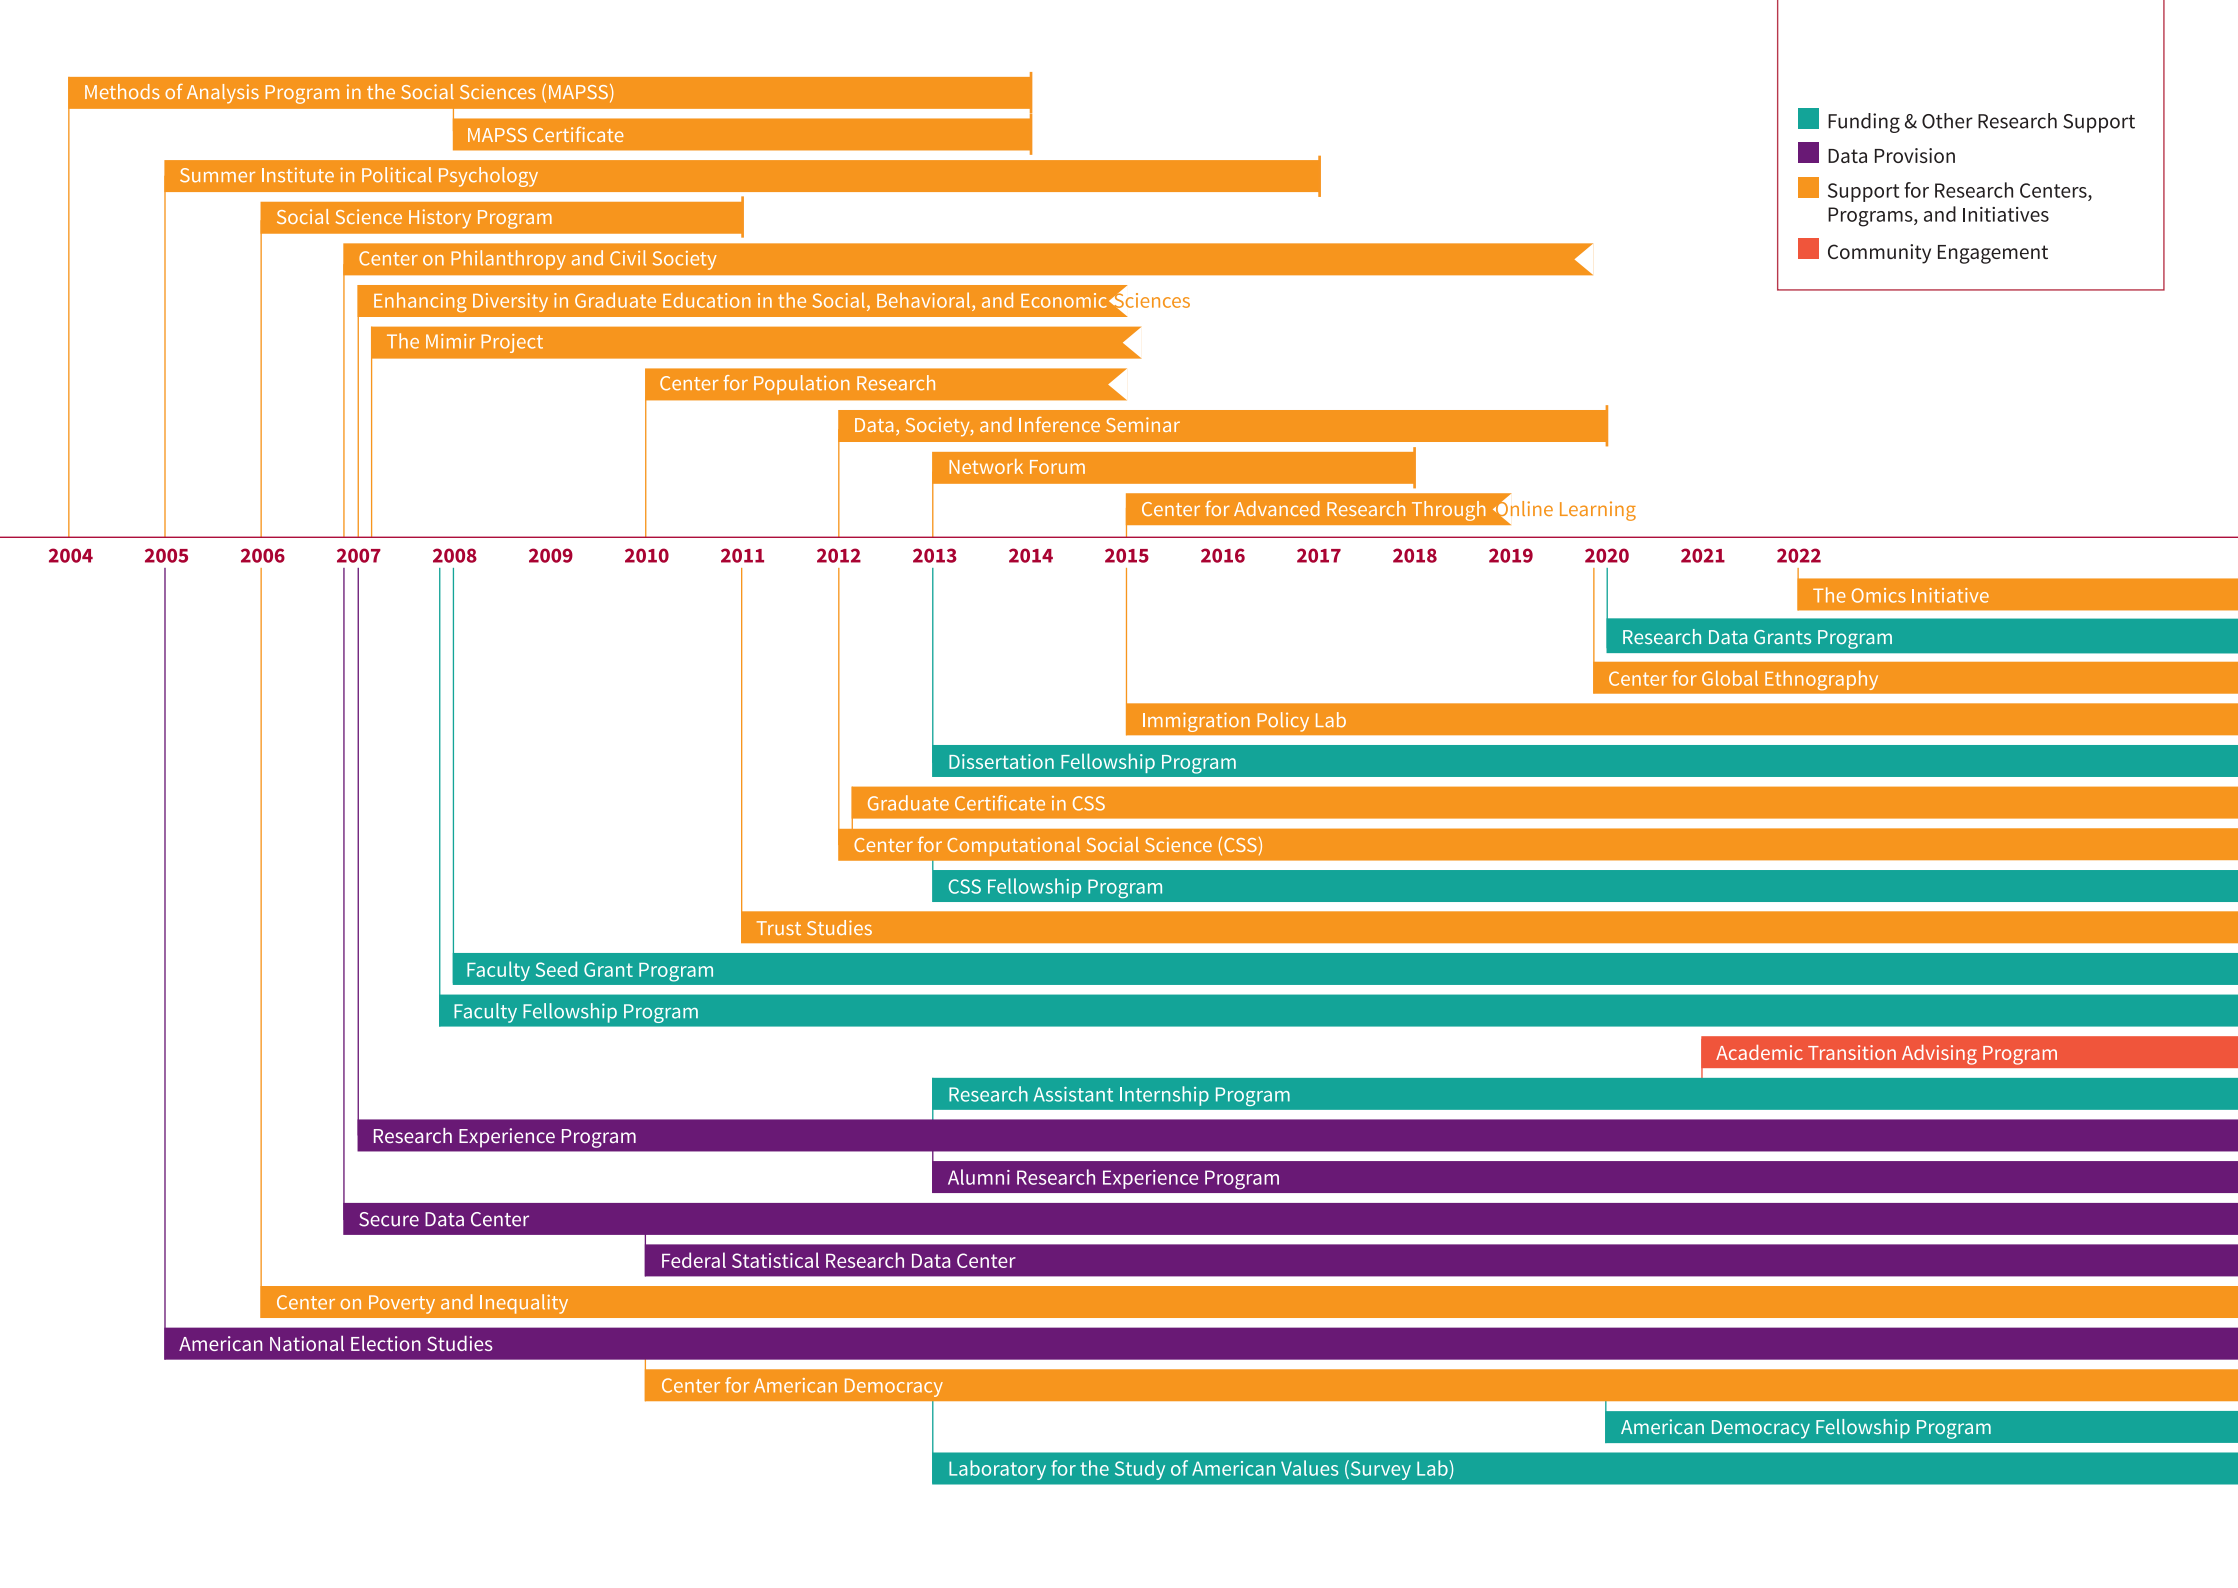 Methods of Analysis Program in the Social Sciences (MAPSS)
MAPSS Certificate
Summer Institute in Political Psychology
Social Science History Program
Center on Philanthropy and Civil Society
Enhancing Diversity in Graduate Education in the Social, Behavioral, and Economic Sciences
The Mimir Project
Center for Population Research
Data, Society, and Inference Seminar
Network Forum
Center for Advanced Research Through Online Learning
Funding & Other Research Support
Data Provision
Support for Research Centers,
Programs, and Initiatives
Community Engagement
2004 2005 2006 2007 2008 2009 2010 2011 2012 2013 2014 2015 2016 2017 2018 2019 2020 2021 2022
The Omics Initiative
Research Data Grants Program
Center for Global Ethnography
Immigration Policy Lab
Dissertation Fellowship Program
Graduate Certificate in CSS
Center for Computational Social Science (CSS)
CSS Fellowship Program
Trust Studies
Faculty Seed Grant Program
Faculty Fellowship Program
Academic Transition Advising Program
Research Assistant Internship Program
Research Experience Program
Alumni Research Experience Program
Secure Data Center
Federal Statistical Research Data Center
Center on Poverty and Inequality
American National Election Studies
Center for American Democracy
American Democracy Fellowship Program
Laboratory for the Study of American Values (Survey Lab)